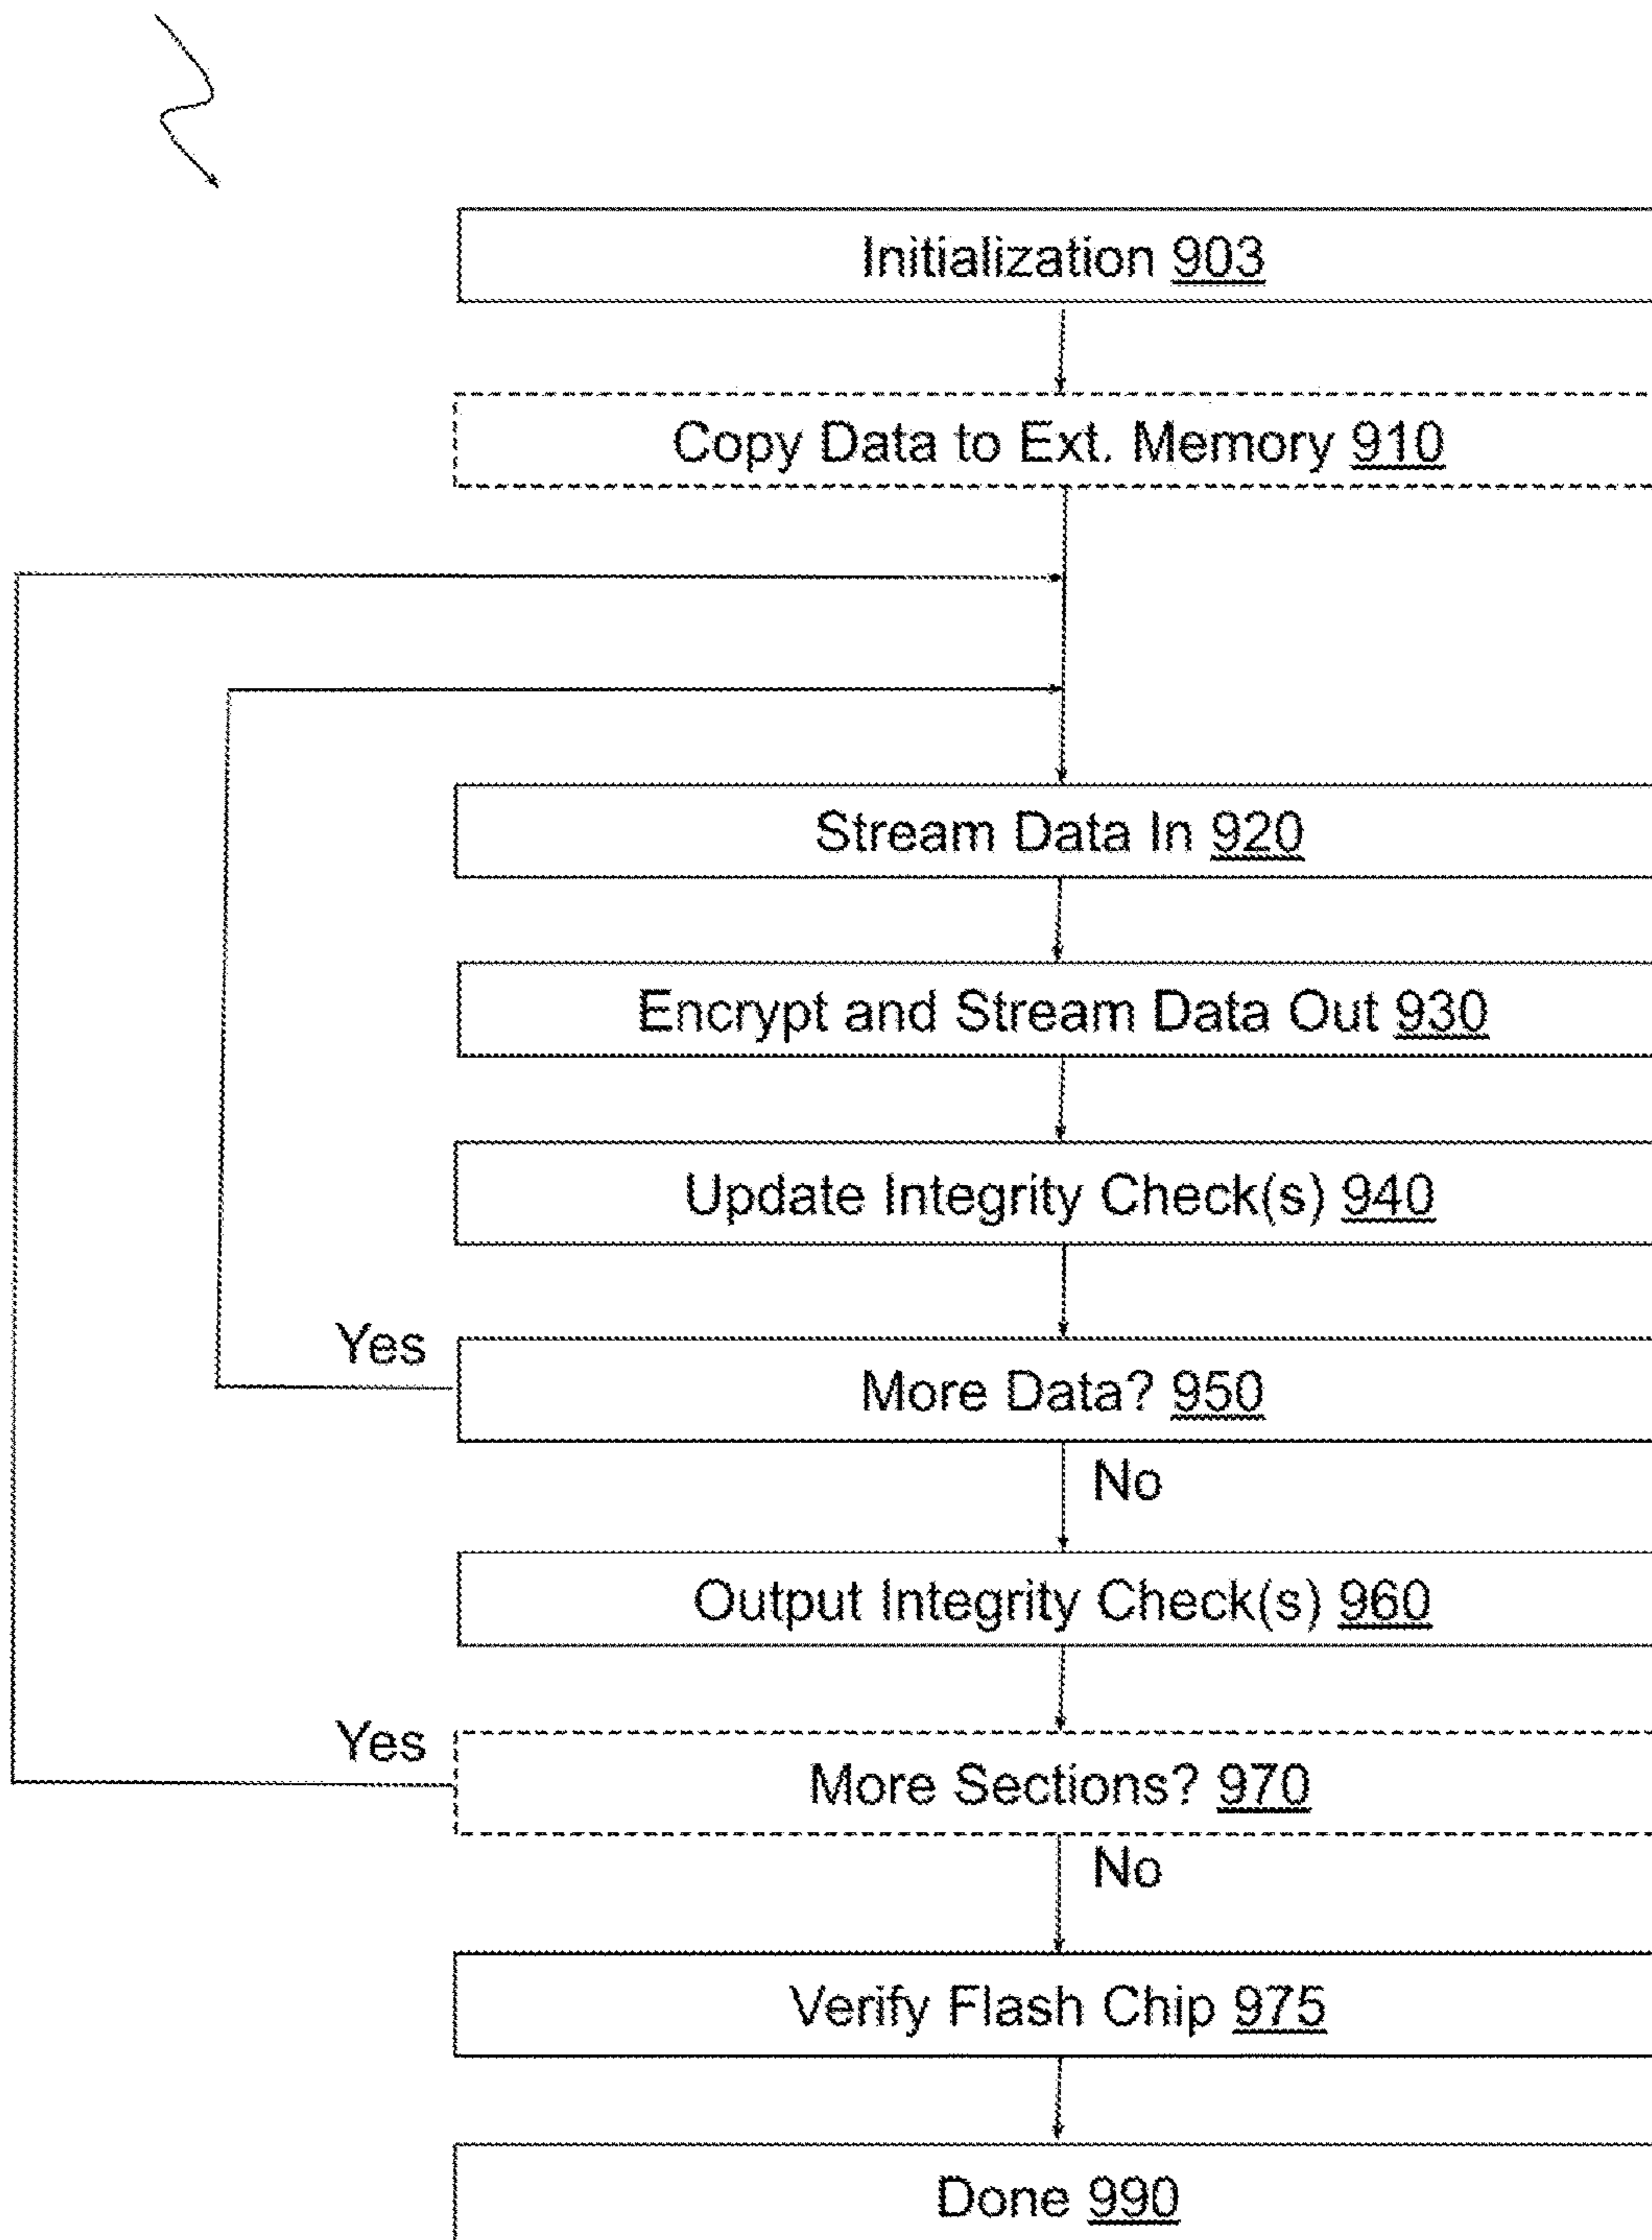 Initialization 903
Copy Data to Ext. Memory 910
Stream Data In 920
Encrypt and Stream Data Out 930
Update Integrity Check(s) 940
Yes
More Data? 950
No
Output Integrity Check(s) 960
Yes
More Sections? 970
No
Verify Flash Chip 975
Done 990